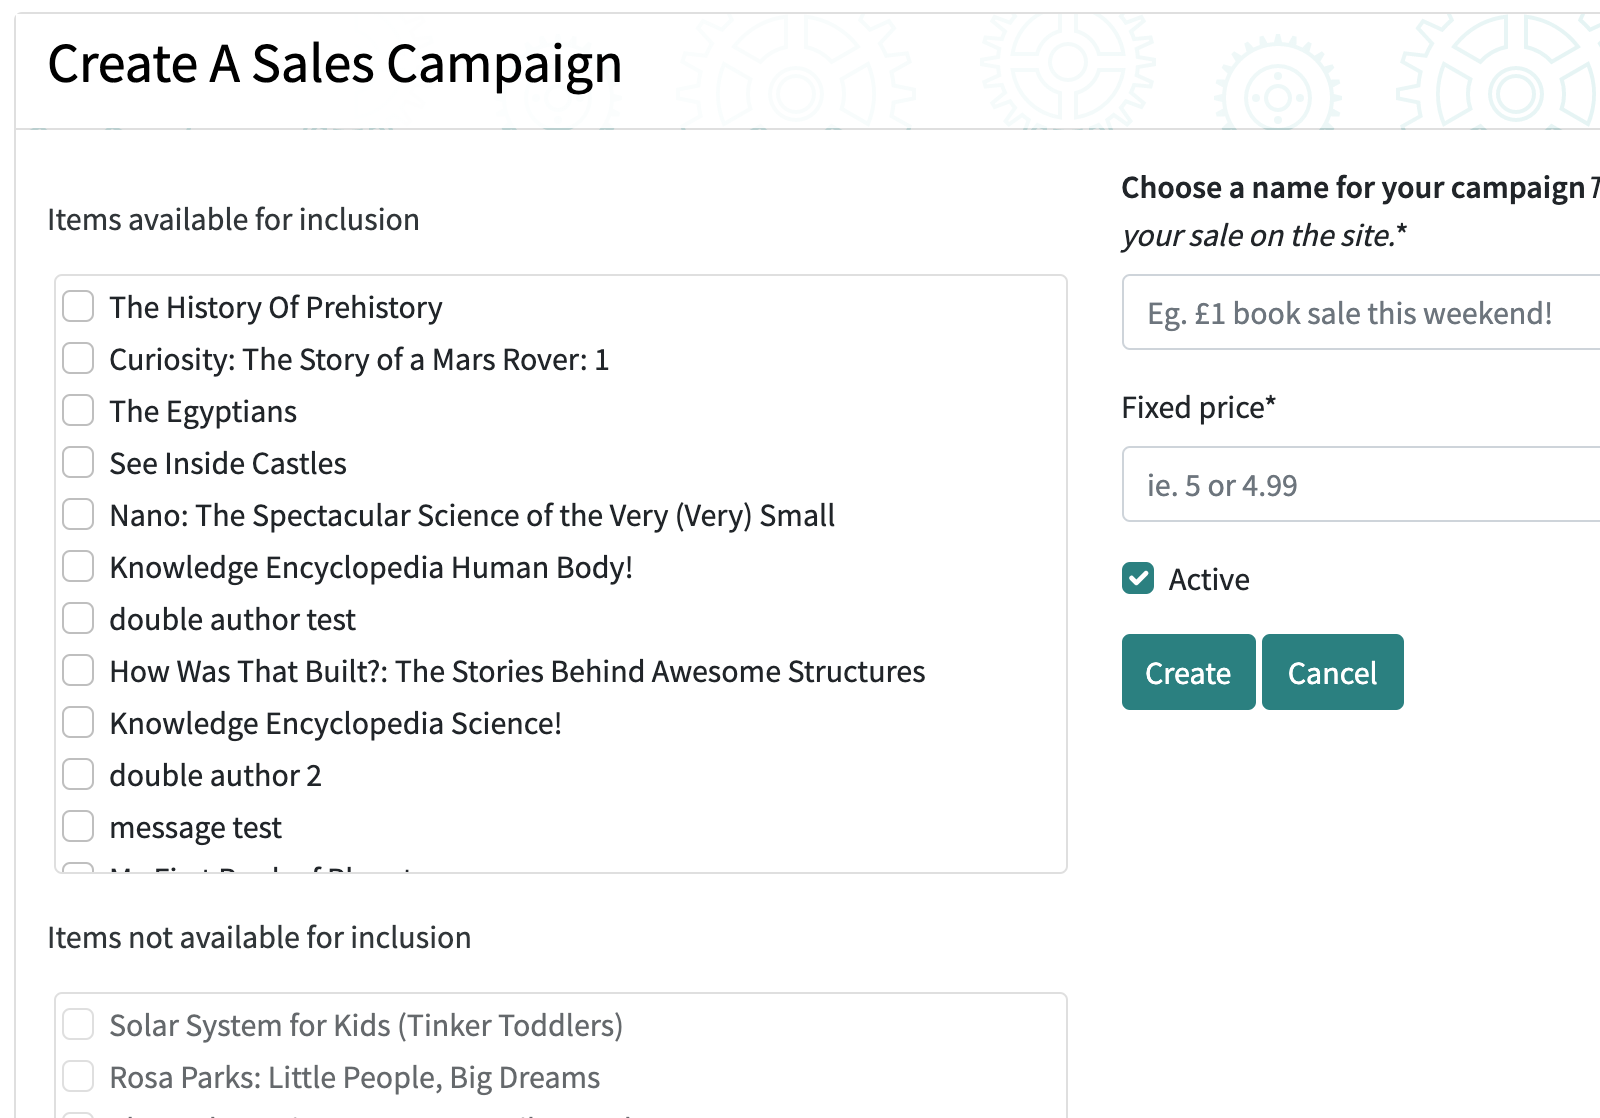 Create A Sales Campaign
Items available for inclusion
The History Of Prehistory
Curiosity: The Story of a Mars Rover: 1
The Egyptians
See Inside Castles
Nano: The Spectacular Science of the Very (Very) Small
Knowledge Encyclopedia Human Body!
double author test
How Was That Built?: The Stories Behind Awesome Structures
Knowledge Encyclopedia Science!
double author 2
message test
Items not available for inclusion
Solar System for Kids (Tinker Toddlers)
Rosa Parks: Little People, Big Dreams
Choose a name for your campaign
your sale on the site.*
Eg. £1 book sale this weekend!
Fixed price*
ie. 5 or 4.99
Active
Create
Cancel